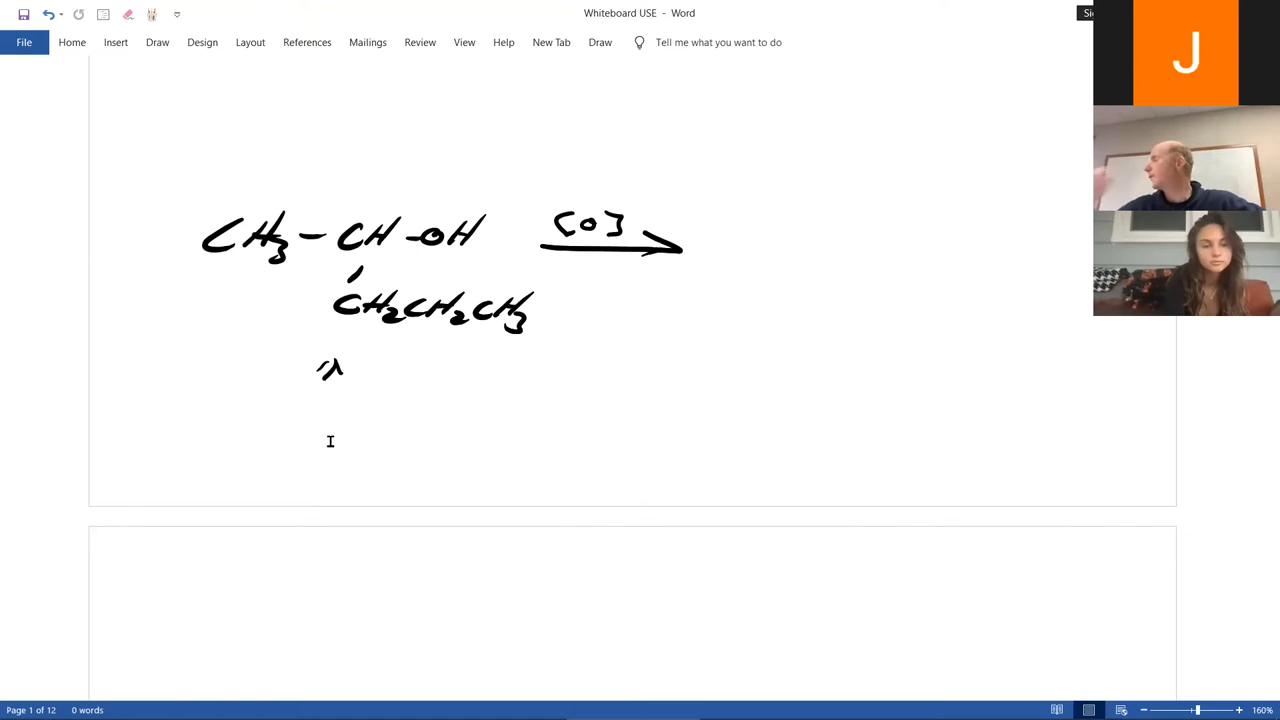 Whiteboard USE - Word
File Home Insert Draw Design Layout References Mailings Review View Help New Tab Draw Tell me what you want to do
J
CH3 - CH - OH [O]
CH2CH2CH3
Page 1 of 12 0 words
160%